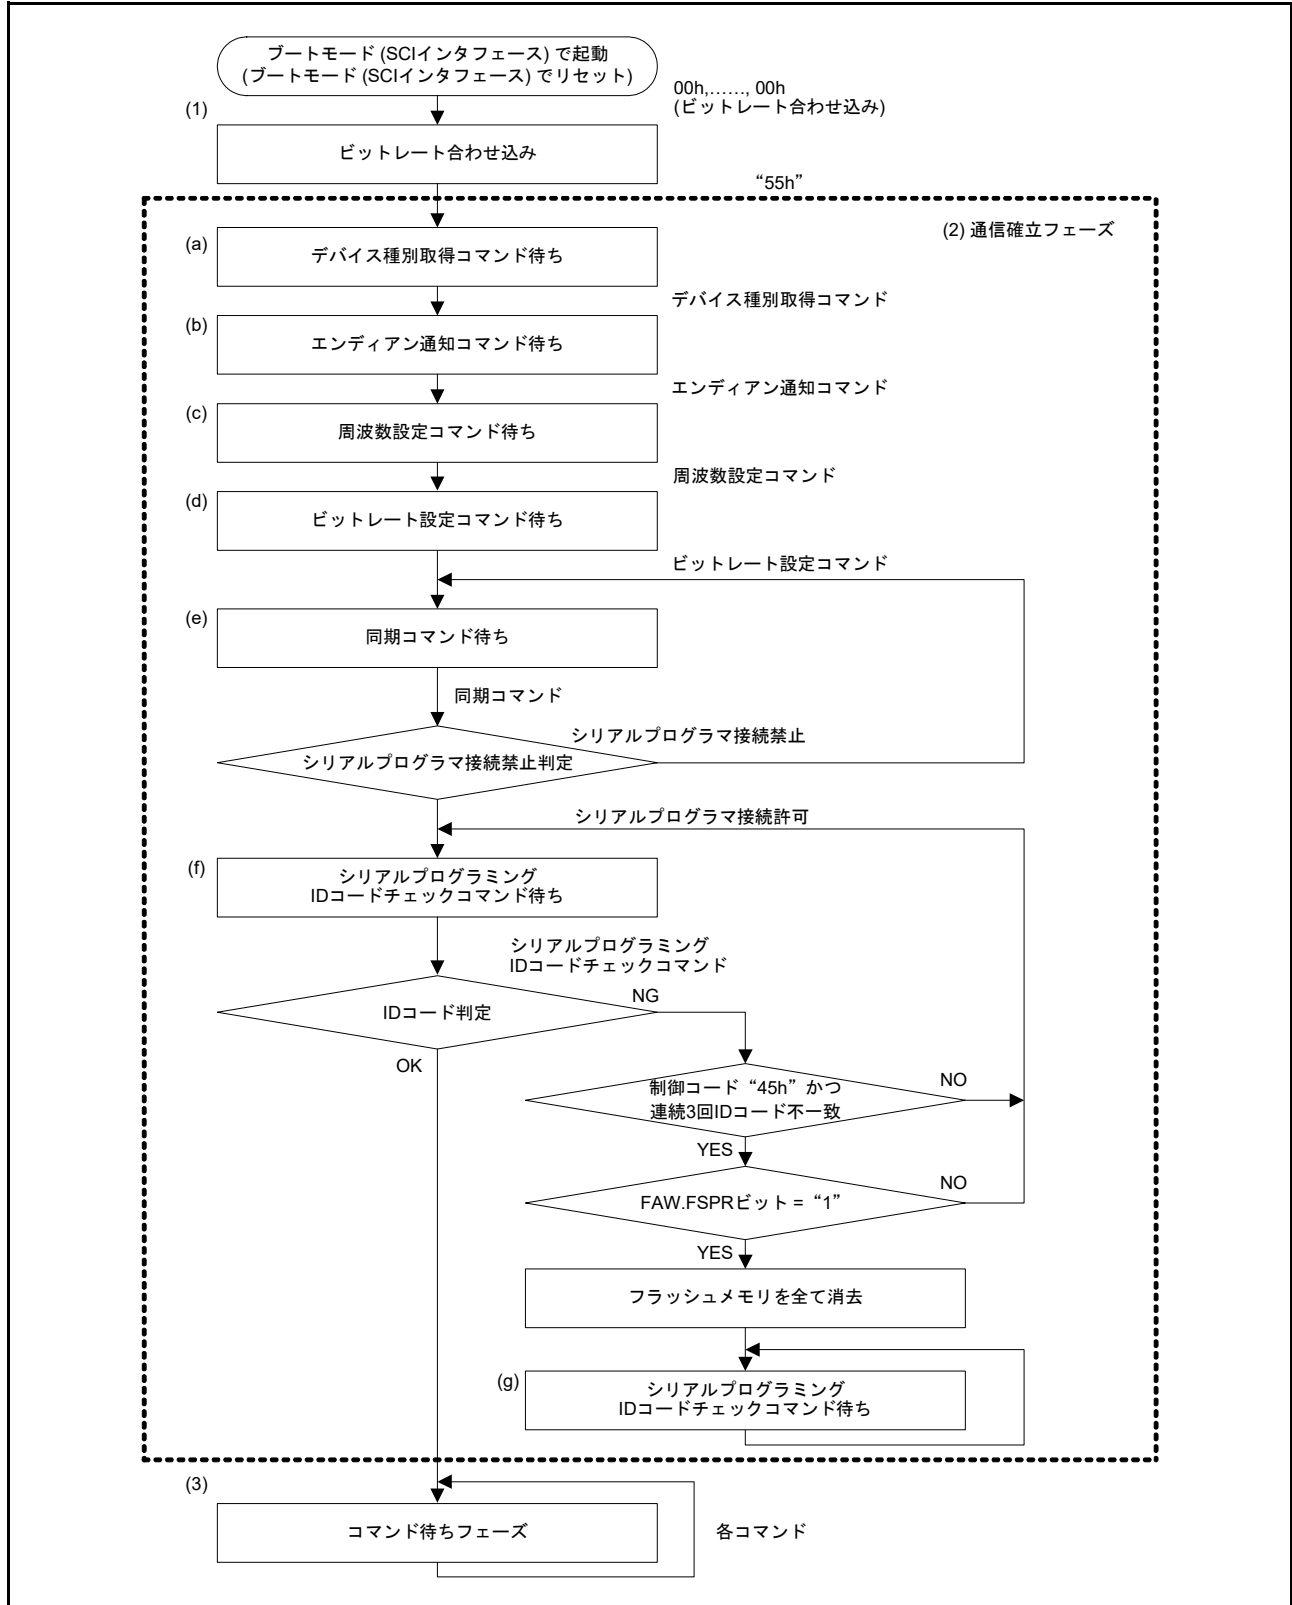 ブートモード (SCIインタフェース) で起動
(ブートモード (SCIインタフェース) でリセット)
00h,……, 00h
(ビットレート合わせ込み)
(1)
ビットレート合わせ込み
“55h”
(2) 通信確立フェーズ
(a)
デバイス種別取得コマンド待ち
デバイス種別取得コマンド
(b)
エンディアン通知コマンド待ち
エンディアン通知コマンド
(c)
周波数設定コマンド待ち
周波数設定コマンド
(d)
ビットレート設定コマンド待ち
ビットレート設定コマンド
(e)
同期コマンド待ち
同期コマンド
シリアルプログラマ接続禁止
シリアルプログラマ接続禁止判定
シリアルプログラマ接続許可
(f)
シリアルプログラミング
IDコードチェックコマンド待ち
シリアルプログラミング
IDコードチェックコマンド
NG
IDコード判定
OK
制御コード“45h”かつ
連続3回IDコード不一致
NO
YES
FAW.FSPRビット = “1”
NO
YES
フラッシュメモリを全て消去
(g)
シリアルプログラミング
IDコードチェックコマンド待ち
(3)
コマンド待ちフェーズ
各コマンド